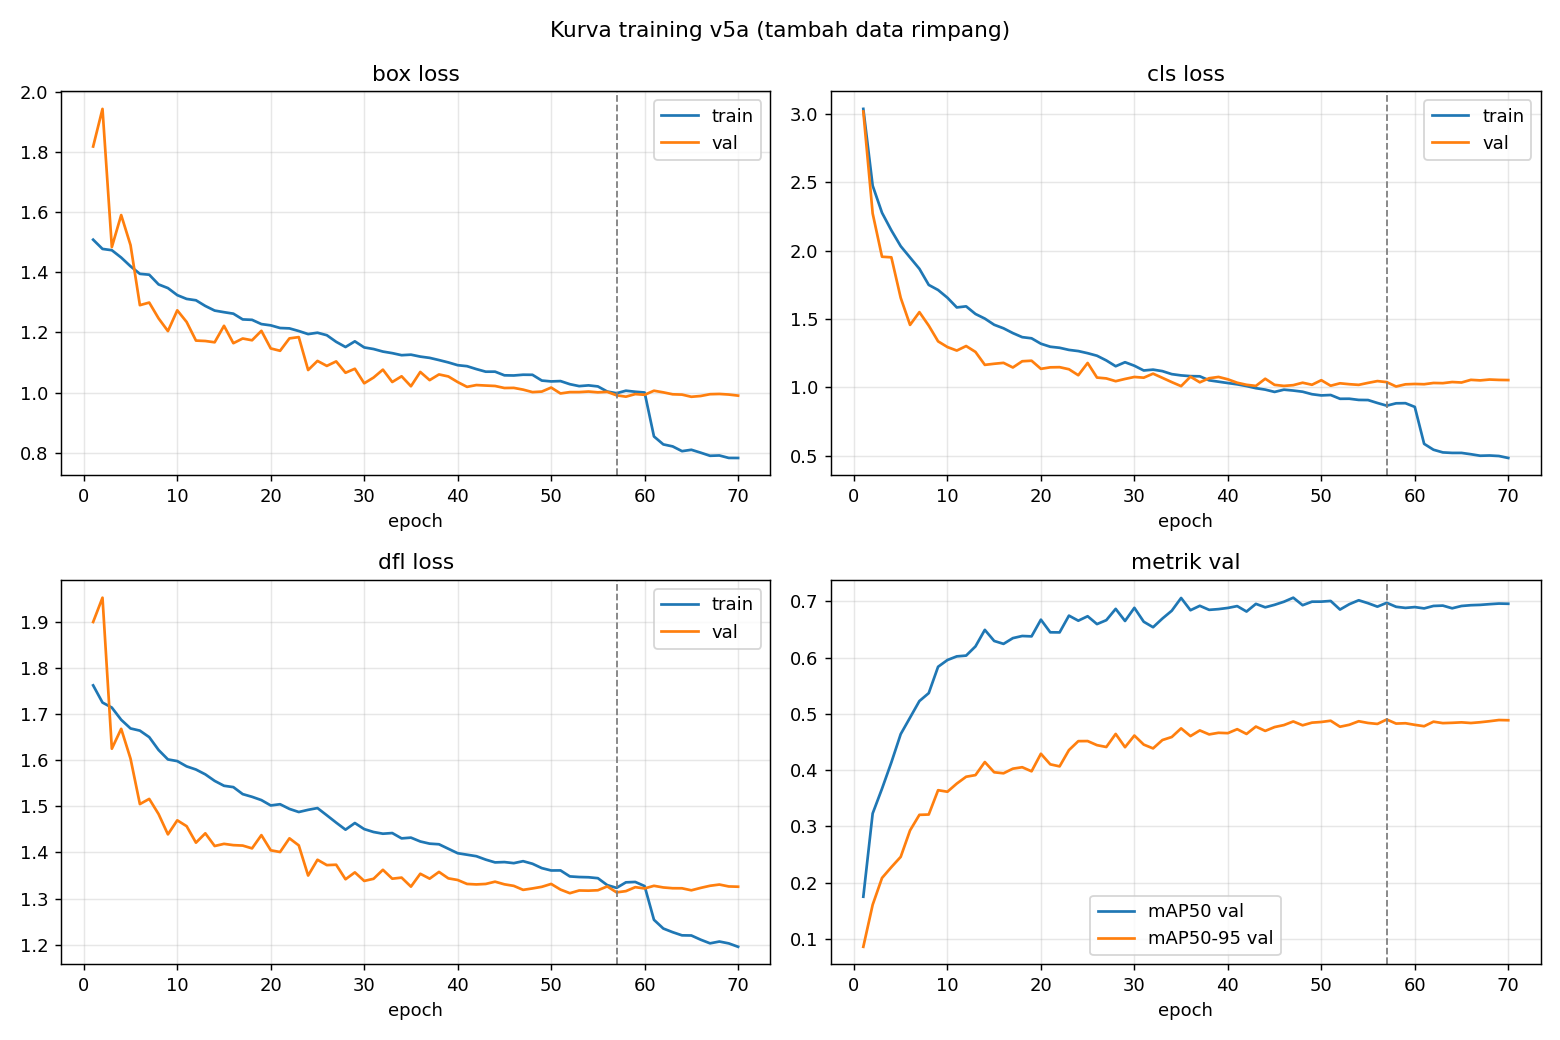 Kurva training v5a (tambah data rimpang)
box loss
2.0
1.8
1.6
1.4
1.2
1.0
0.8
train
val
0 10 20 30 40 50 60 70
epoch
cls loss
3.0
2.5
2.0
1.5
1.0
0.5
train
val
0 10 20 30 40 50 60 70
epoch
dfl loss
1.9
1.8
1.7
1.6
1.5
1.4
1.3
1.2
train
val
0 10 20 30 40 50 60 70
epoch
metrik val
0.7
0.6
0.5
0.4
0.3
0.2
0.1
mAP50 val
mAP50-95 val
0 10 20 30 40 50 60 70
epoch